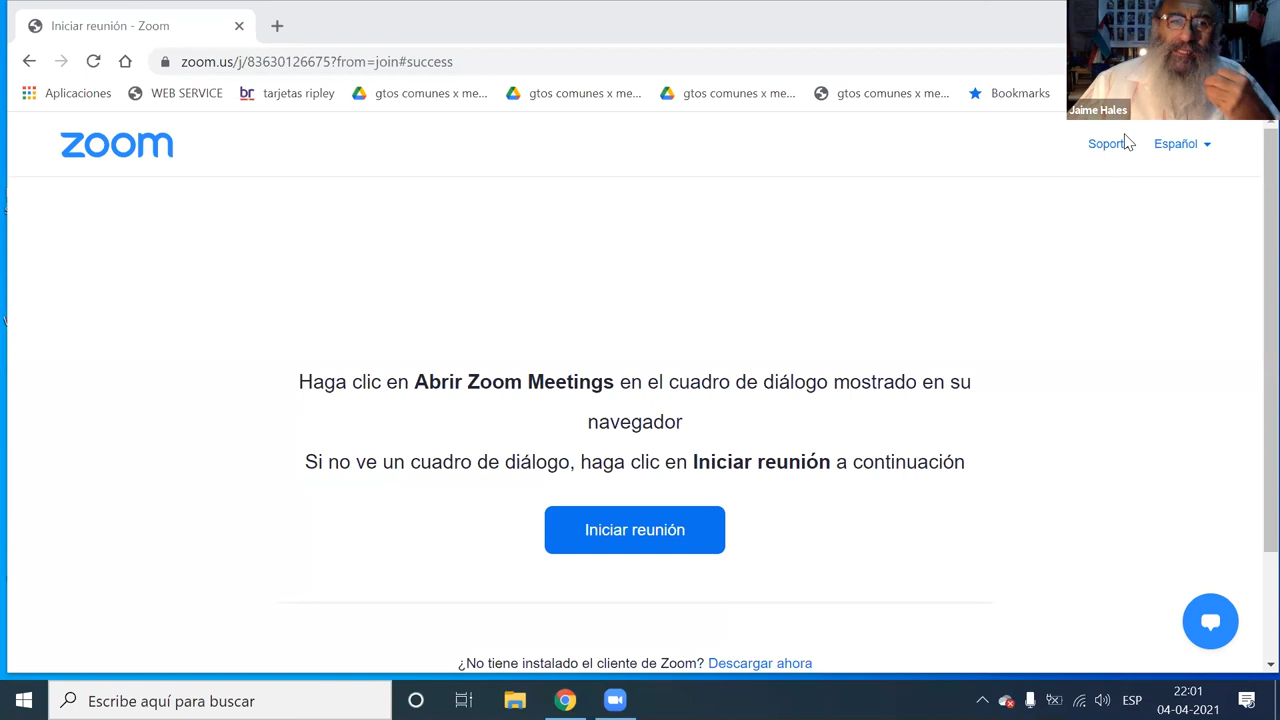 Iniciar reunión - Zoom
zoom.us/j/83630126675?from=join#success
Aplicaciones WEB SERVICE br tarjetas ripley gtos comunes x me... gtos comunes x me... gtos comunes x me... gtos comunes x me... Bookmarks
Jaime Hales
zoom
Soport Español
Haga clic en Abrir Zoom Meetings en el cuadro de diálogo mostrado en su
navegador
Si no ve un cuadro de diálogo, haga clic en Iniciar reunión a continuación
Iniciar reunión
¿No tiene instalado el cliente de Zoom? Descargar ahora
Escribe aquí para buscar
ESP
22:01
04-04-2021